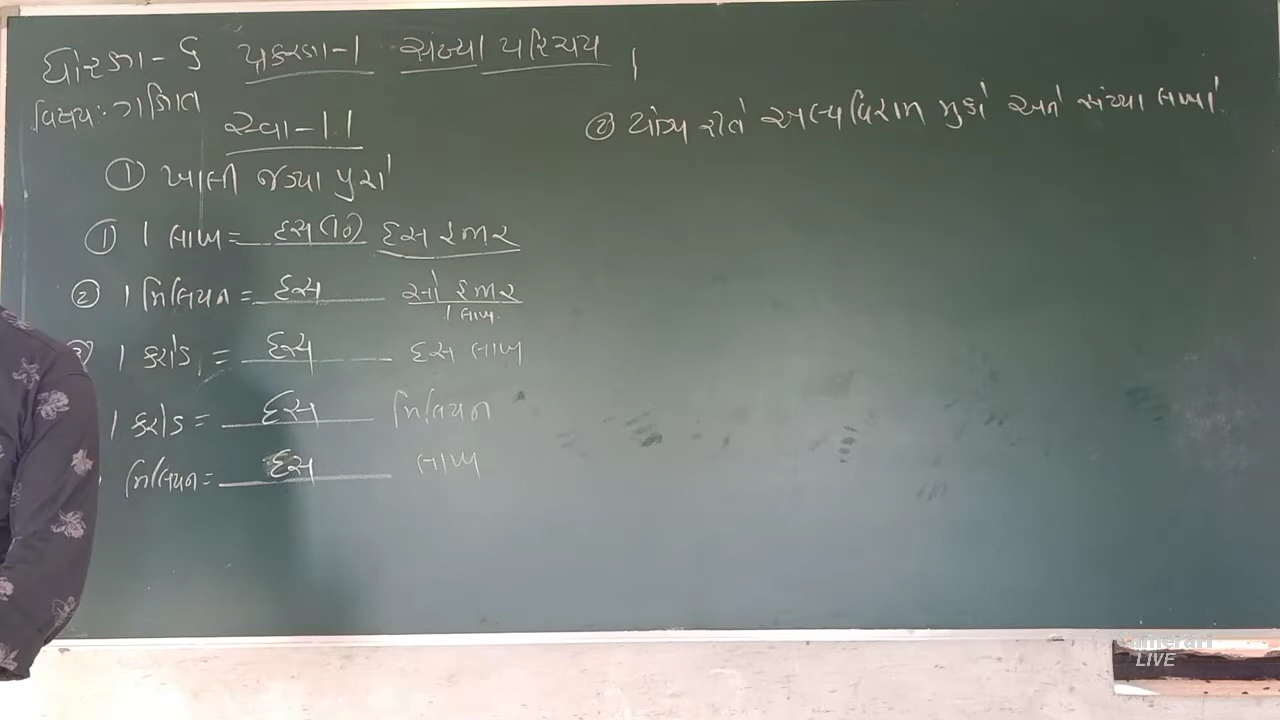 ધોરણ-૬ પ્રકરણ-1 સંખ્યા પરિચય
વિષય:- ગણિત
સ્વા-1.1
① ખાલી જગ્યા પુરો
① 1 લાખ = દસ(10) દસ હજાર
② 1 મિલિયન = દસ સો હજાર
1 લાખ.
③ 1 કરોડ = દસ દસ લાખ
1 કરોડ = દસ મિલિયન
મિલિયન = દસ લાખ
② યોગ્ય રીતે અલ્પવિરામ મુકો અને સંખ્યા લખો.
LIVE